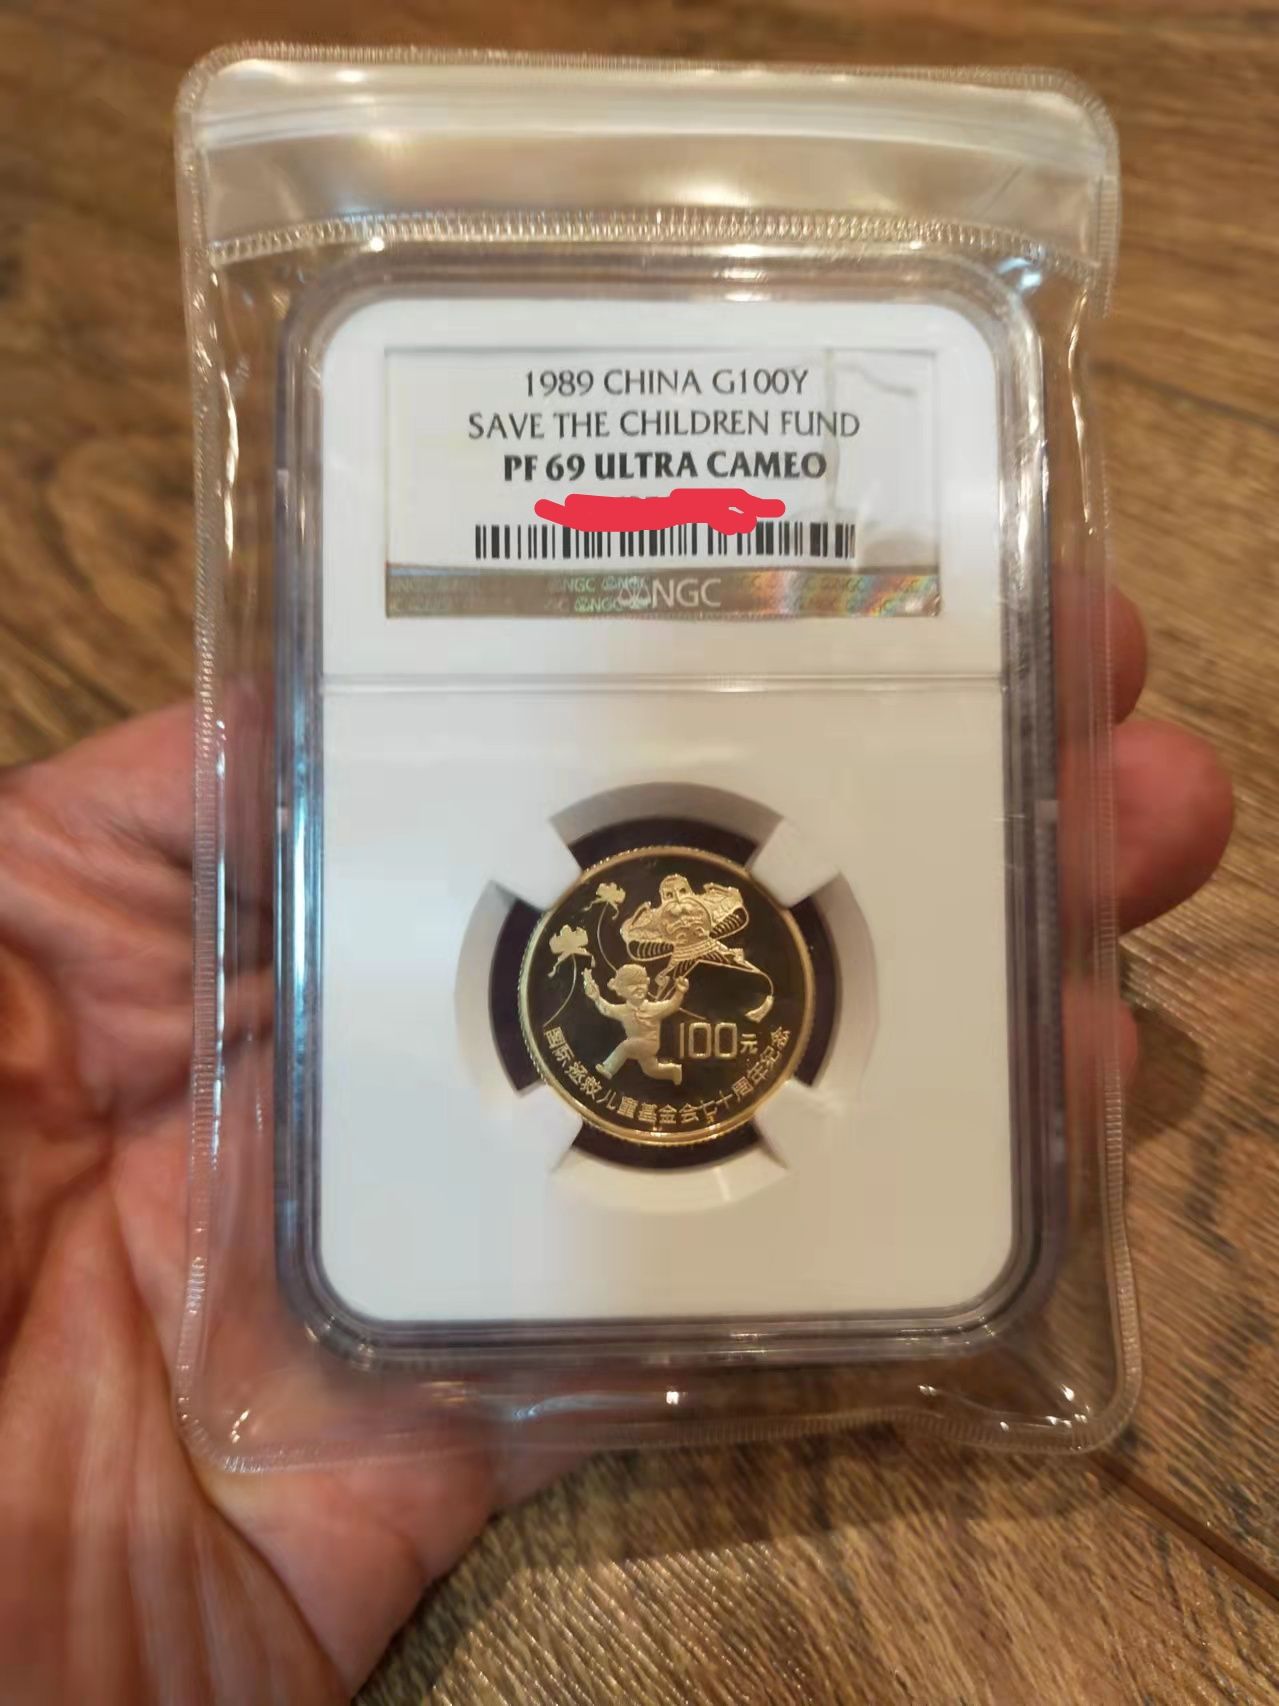 1989 CHINA G100Y
SAVE THE CHILDREN FUND
PF 69 ULTRA CAMEO
NGC
100元
国际拯救儿童基金会七十周年纪念